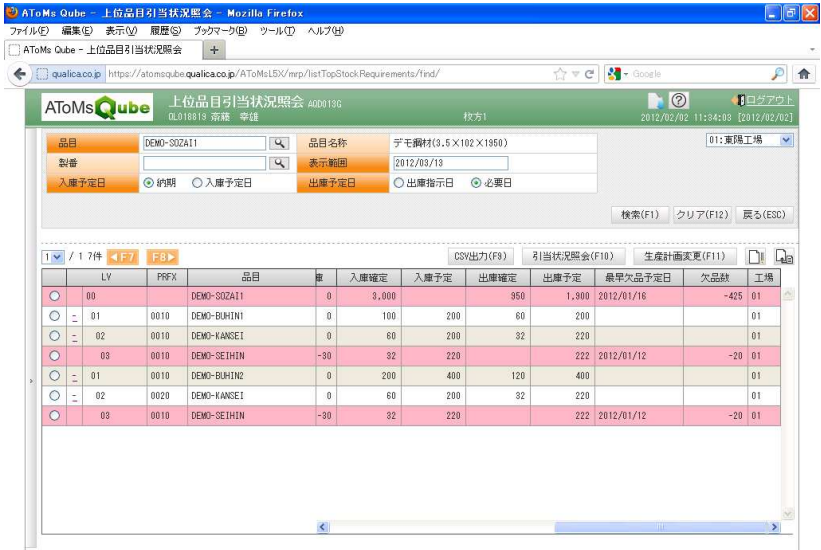 AToMs Qube - 上位品目引当状況照会 - Mozilla Firefox
ファイル(F) 編集(E) 表示(V) 履歴(S) ブックマーク(B) ツール(T) ヘルプ(H)
AToMs Qube - 上位品目引当状況照会 +
qualica.co.jp https://atomsqube.qualica.co.jp/AToMsL5X/mrp/listTopStockRequirements/find/ Google
AToMs Qube 上位品目引当状況照会 AOD013G ? ログアウト
OL018819 斎藤 幸雄 枚方1 2012/02/02 11:34:03 [2012/02/02]
品目 DEMO-SOZAI1 品目名称 デモ鋼材(3.5×102×1950) 01:東陽工場
製番 表示範囲 2012/03/13
入庫予定日 納期 入庫予定日 出庫予定日 出庫指示日 必要日
検索(F1) クリア(F12) 戻る(ESC)
1 / 1 7件 F7 F8 CSV出力(F9) 引当状況照会(F10) 生産計画変更(F11)
LV PRFX 品目 庫 入庫確定 入庫予定 出庫確定 出庫予定 最早欠品予定日 欠品数 工場
00 DEMO-SOZAI1 0 3,000 950 1,900 2012/01/16 -425 01
- 01 0010 DEMO-BUHIN1 0 100 200 60 200 01
- 02 0010 DEMO-KANSEI 0 60 200 32 220 01
03 0010 DEMO-SEIHIN -30 32 220 222 2012/01/12 -20 01
- 01 0010 DEMO-BUHIN2 0 200 400 120 400 01
- 02 0020 DEMO-KANSEI 0 60 200 32 220 01
03 0010 DEMO-SEIHIN -30 32 220 222 2012/01/12 -20 01